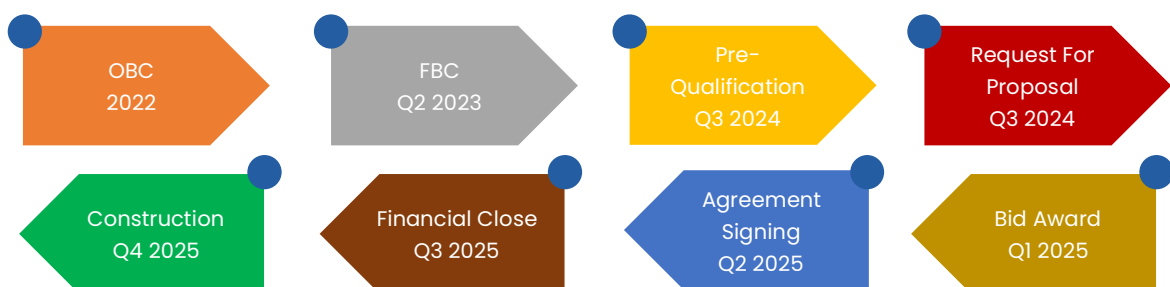 OBC
2022
FBC
Q2 2023
Pre-
Qualification
Q3 2024
Request For
Proposal
Q3 2024
Bid Award
Q1 2025
Agreement
Signing
Q2 2025
Financial Close
Q3 2025
Construction
Q4 2025